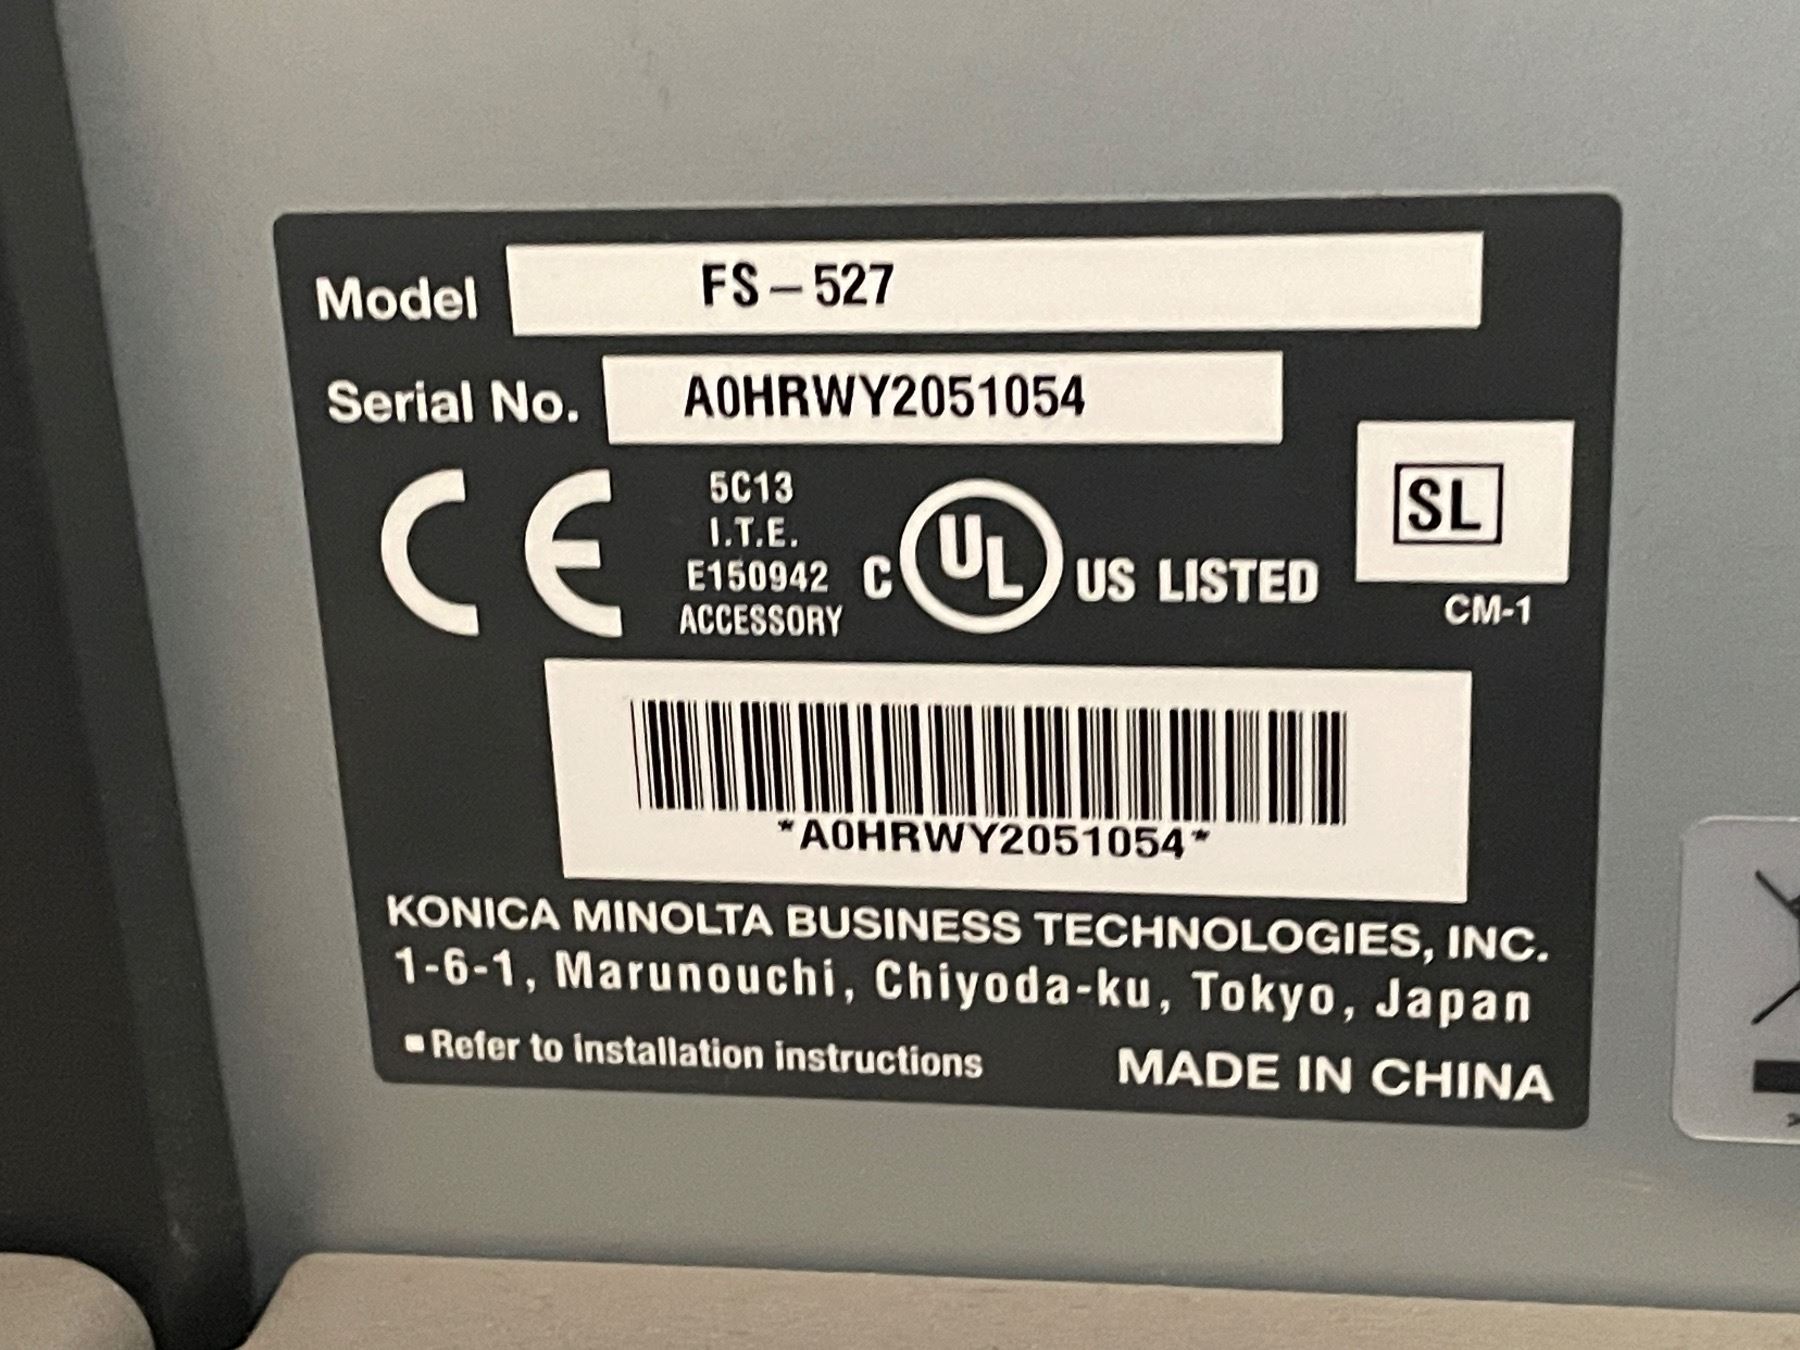 Model FS-527
Serial No. A0HRWY2051054
CE
5C13
I.T.E.
E150942
ACCESSORY
C UL US LISTED
SL
CM-1
*A0HRWY2051054*
KONICA MINOLTA BUSINESS TECHNOLOGIES, INC.
1-6-1, Marunouchi, Chiyoda-ku, Tokyo, Japan
▪Refer to installation instructions
MADE IN CHINA